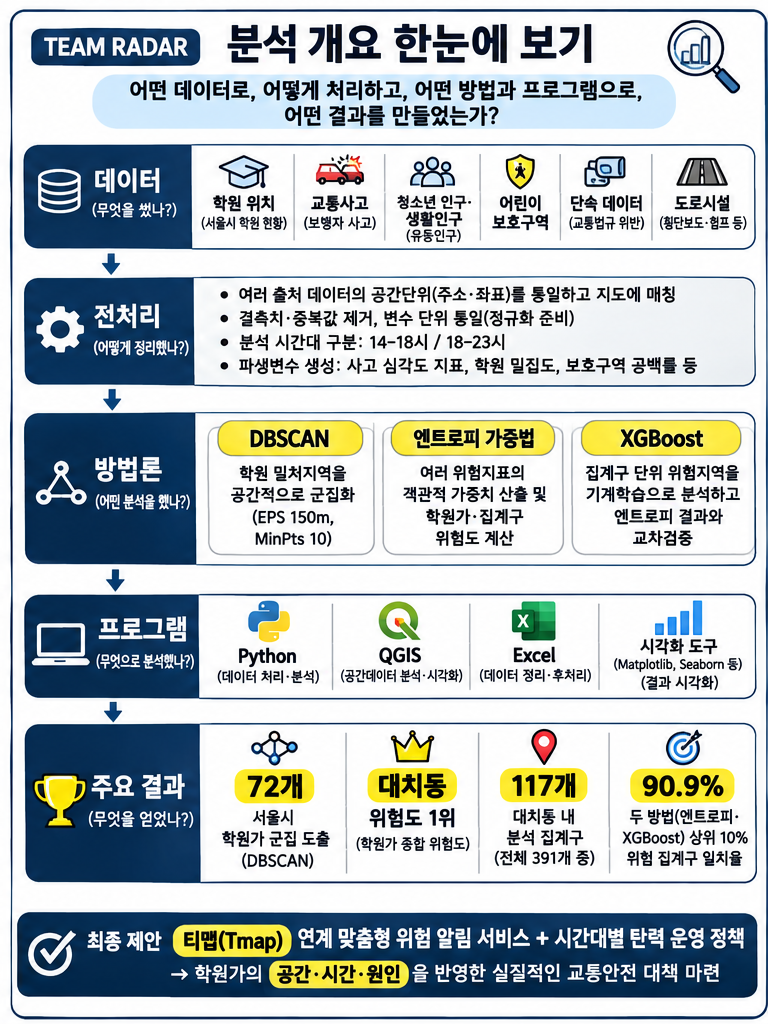 TEAM RADAR
분석 개요 한눈에 보기
어떤 데이터로, 어떻게 처리하고, 어떤 방법과 프로그램으로,
어떤 결과를 만들었는가?
데이터
(무엇을 썼나?)
학원 위치
(서울시 학원 현황)
교통사고
(보행자 사고)
청소년 인구·
생활인구
(유동인구)
어린이
보호구역
단속 데이터
(교통법규 위반)
도로시설
(횡단보도·험프 등)
전처리
(어떻게 정리했나?)
• 여러 출처 데이터의 공간단위(주소·좌표)를 통일하고 지도에 매칭
• 결측치·중복값 제거, 변수 단위 통일(정규화 준비)
• 분석 시간대 구분: 14–18시 / 18–23시
• 파생변수 생성: 사고 심각도 지표, 학원 밀집도, 보호구역 공백률 등
방법론
(어떤 분석을 했나?)
DBSCAN
학원 밀처지역을
공간적으로 군집화
(EPS 150m,
MinPts 10)
엔트로피 가중법
여러 위험지표의
객관적 가중치 산출 및
학원가·집계구
위험도 계산
XGBoost
집계구 단위 위험지역을
기계학습으로 분석하고
엔트로피 결과와
교차검증
프로그램
(무엇으로 분석했나?)
Python
(데이터 처리·분석)
QGIS
(공간데이터 분석·시각화)
X
Excel
(데이터 정리·후처리)
시각화 도구
(Matplotlib, Seaborn 등)
(결과 시각화)
주요 결과
(무엇을 얻었나?)
72개
서울시
학원가 군집 도출
(DBSCAN)
대치동
위험도 1위
(학원가 종합 위험도)
117개
대치동 내
분석 집계구
(전체 391개 중)
90.9%
두 방법(엔트로피·
XGBoost) 상위 10%
위험 집계구 일치율
최종 제안 티맵(Tmap) 연계 맞춤형 위험 알림 서비스 + 시간대별 탄력 운영 정책
→ 학원가의 공간·시간·원인을 반영한 실질적인 교통안전 대책 마련